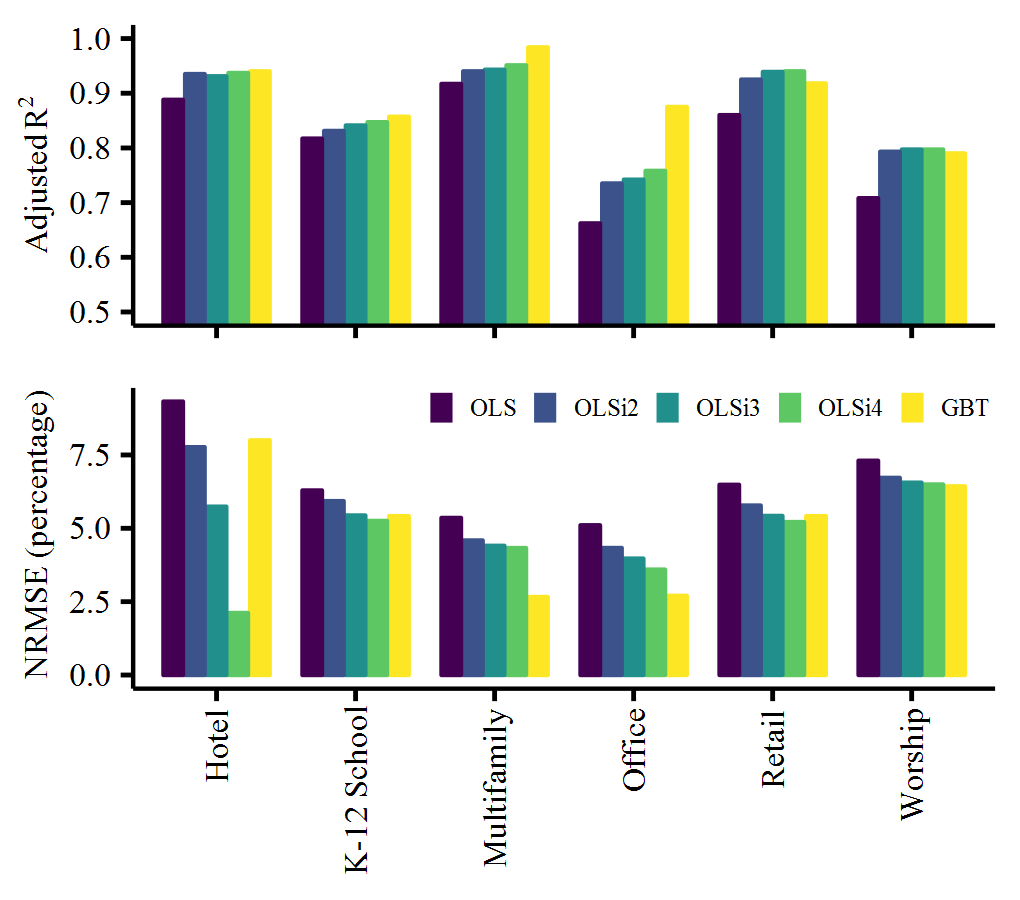 Adjusted R²
1.0
0.9
0.8
0.7
0.6
0.5
NRMSE (percentage)
7.5
5.0
2.5
0.0
OLS OLSi2 OLSi3 OLSi4 GBT
Hotel
K-12 School
Multifamily
Office
Retail
Worship